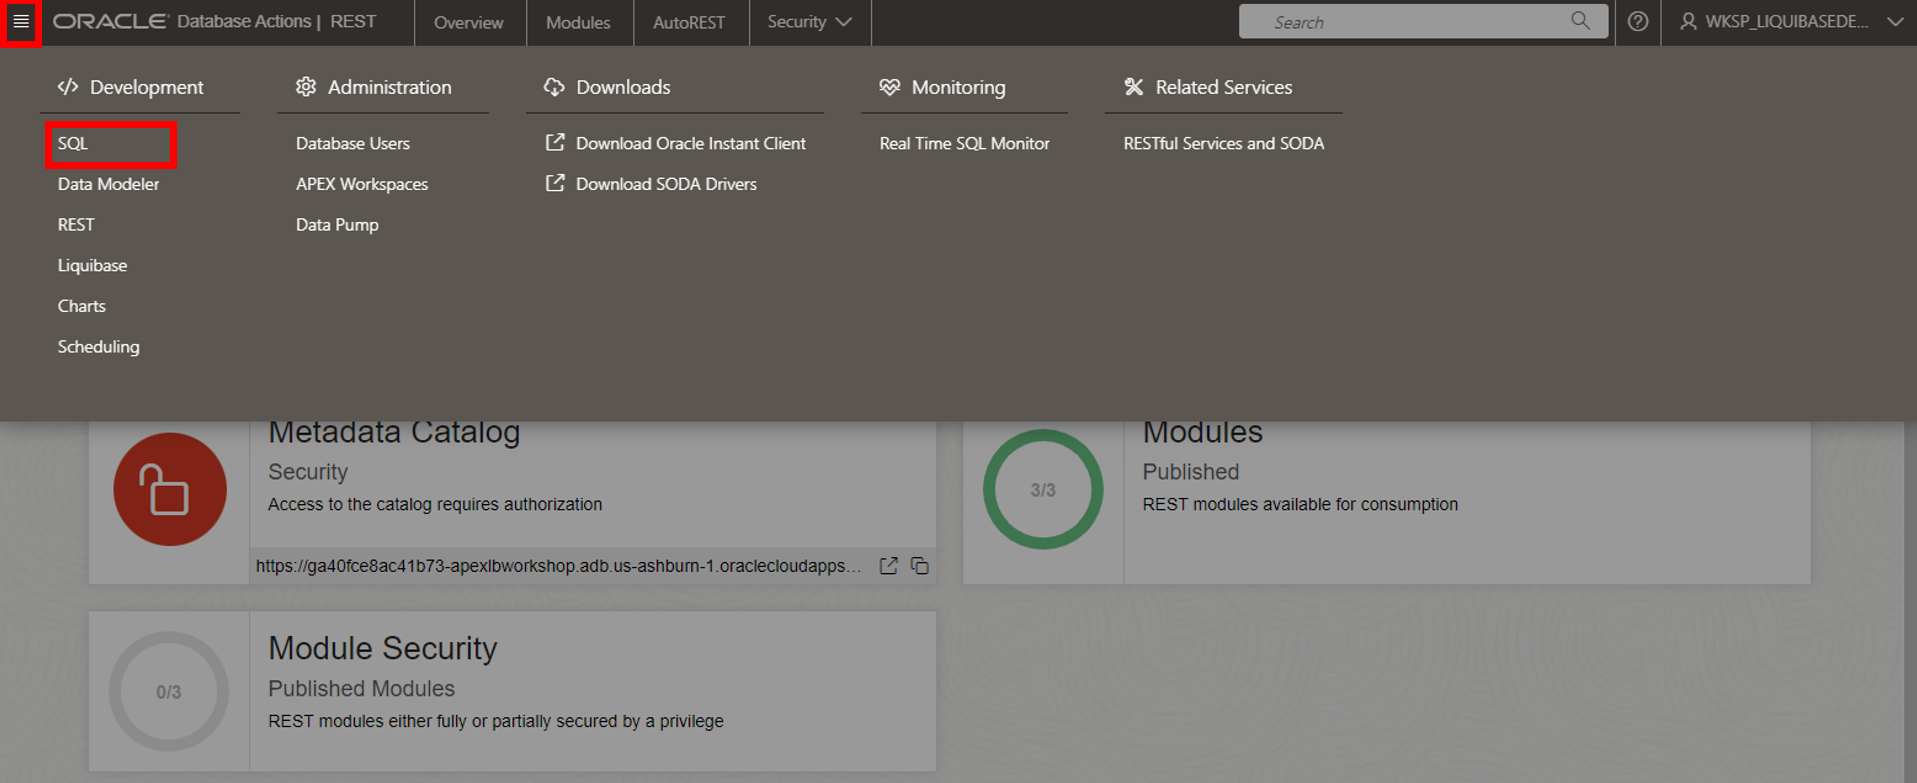 ORACLE Database Actions | REST
Overview
Modules
AutoREST
Security
Search
WKSP_LIQUIBASEDE...
Development
Administration
Downloads
Monitoring
Related Services
SQL
Database Users
Download Oracle Instant Client
Real Time SQL Monitor
RESTful Services and SODA
Data Modeler
APEX Workspaces
Download SODA Drivers
REST
Data Pump
Liquibase
Charts
Scheduling
Metadata Catalog
Security
Access to the catalog requires authorization
https://ga40fce8ac41b73-apexlbworkshop.adb.us-ashburn-1.oraclecloudapps...
3/3
Modules
Published
REST modules available for consumption
0/3
Module Security
Published Modules
REST modules either fully or partially secured by a privilege